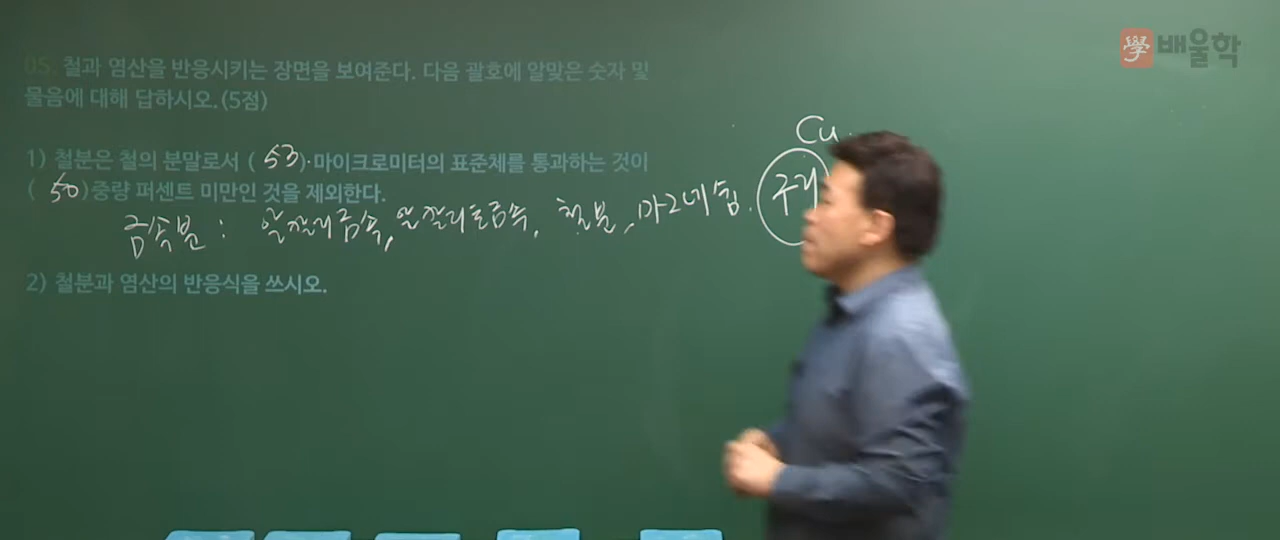 學 배울학
05. 철과 염산을 반응시키는 장면을 보여준다. 다음 괄호에 알맞은 숫자 및
물음에 대해 답하시오.(5점)
Cu
1) 철분은 철의 분말로서 ( 53 ) 마이크로미터의 표준체를 통과하는 것이
( 50 )중량 퍼센트 미만인 것을 제외한다.
금속분 : 알칼리금속, 알칼리토금속, 철분, 마그네슘, 구리
2) 철분과 염산의 반응식을 쓰시오.